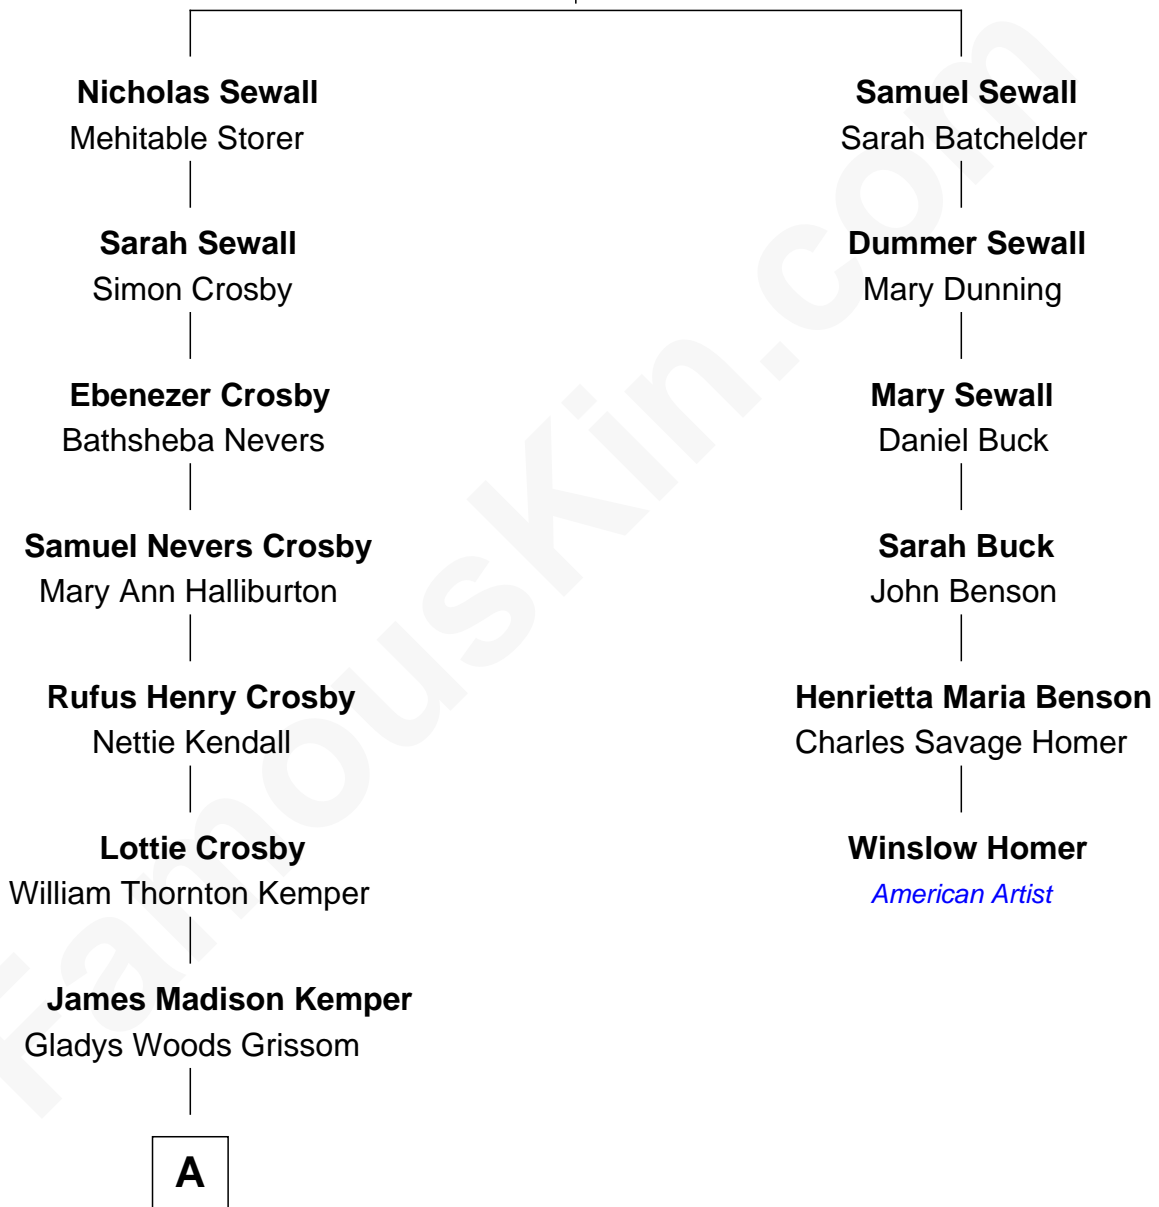 Nicholas Sewall
Mehitable Storer
Sarah Sewall
Simon Crosby
Ebenezer Crosby
Bathsheba Nevers
Samuel Nevers Crosby
Mary Ann Halliburton
Rufus Henry Crosby
Nettie Kendall
Lottie Crosby
William Thornton Kemper
James Madison Kemper
Gladys Woods Grissom
A
Samuel Sewall
Sarah Batchelder
Dummer Sewall
Mary Dunning
Mary Sewall
Daniel Buck
Sarah Buck
John Benson
Henrietta Maria Benson
Charles Savage Homer
Winslow Homer
American Artist
FamousKin.com